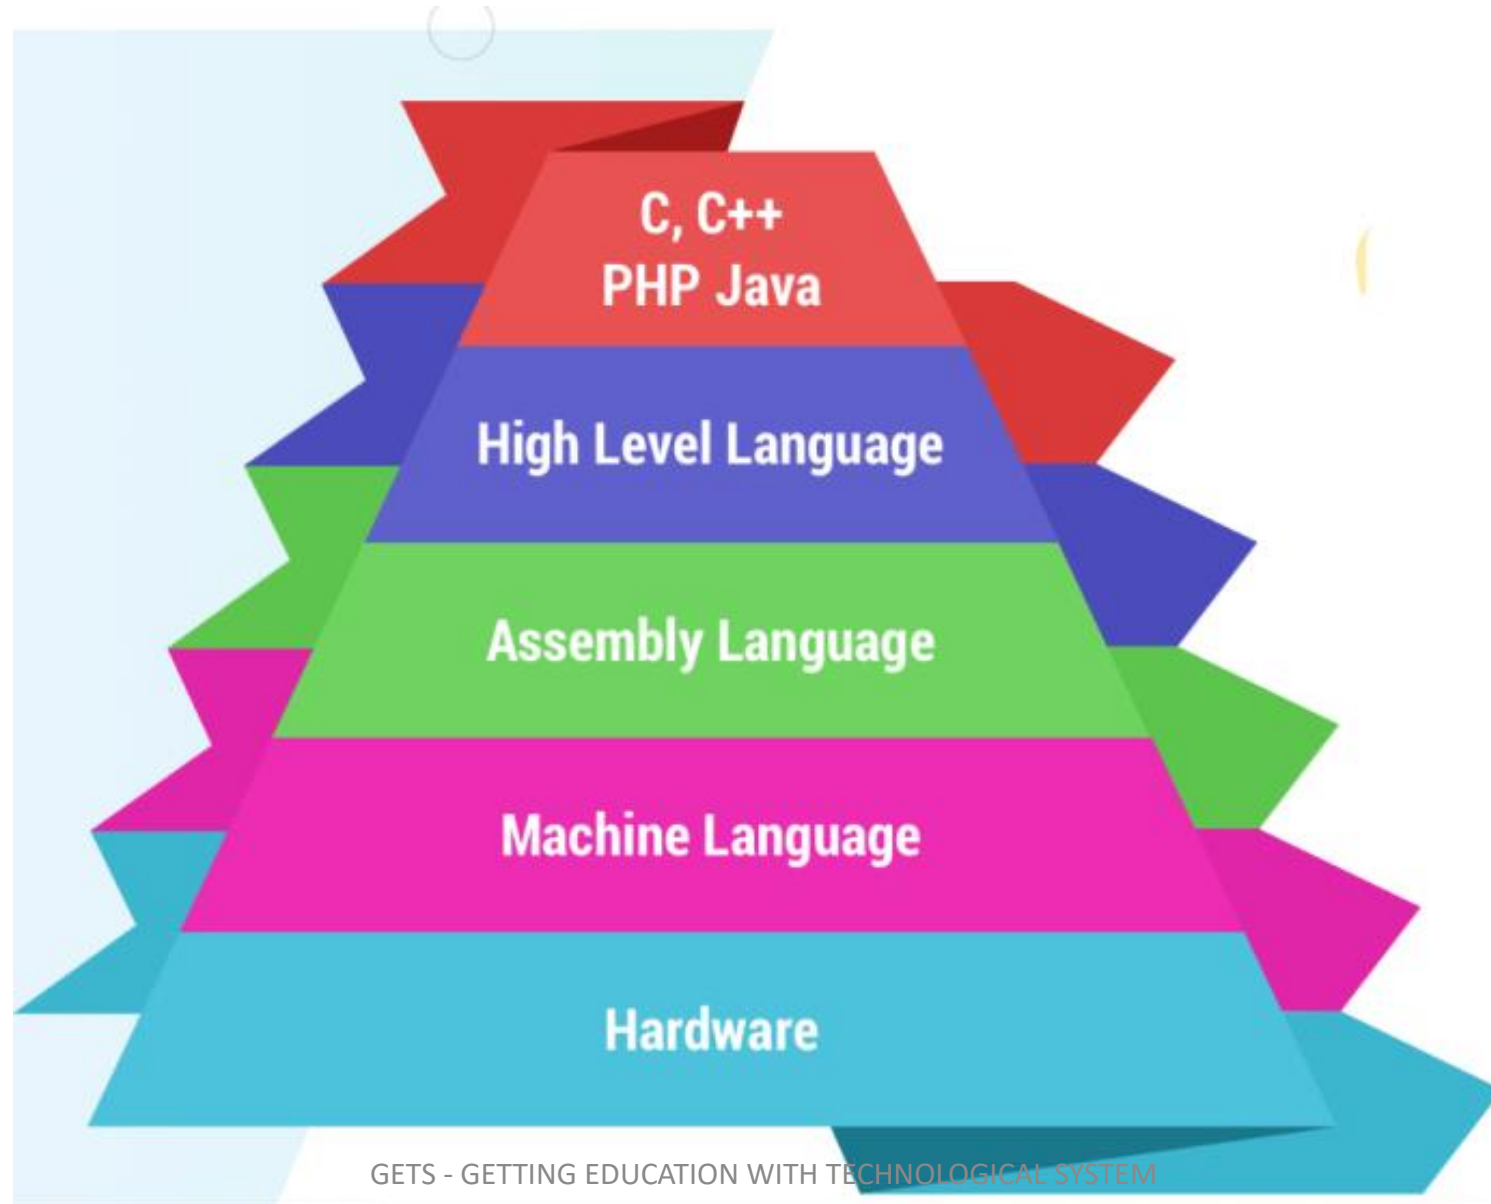 C, C++
PHP Java
High Level Language
Assembly Language
Machine Language
Hardware
GETS - GETTING EDUCATION WITH TECHNOLOGICAL SYSTEM